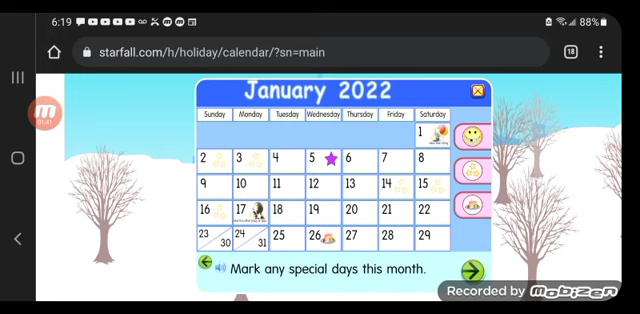 6:19
88%
starfall.com/h/holiday/calendar/?sn=main
18
M
01:41
January 2022
Sunday Monday Tuesday Wednesday Thursday Friday Saturday
1
2 3 4 5 6 7 8
9 10 11 12 13 14 15
16 17 18 19 20 21 22
23 30 24 31 25 26 27 28 29
Mark any special days this month.
Recorded by Mobizen